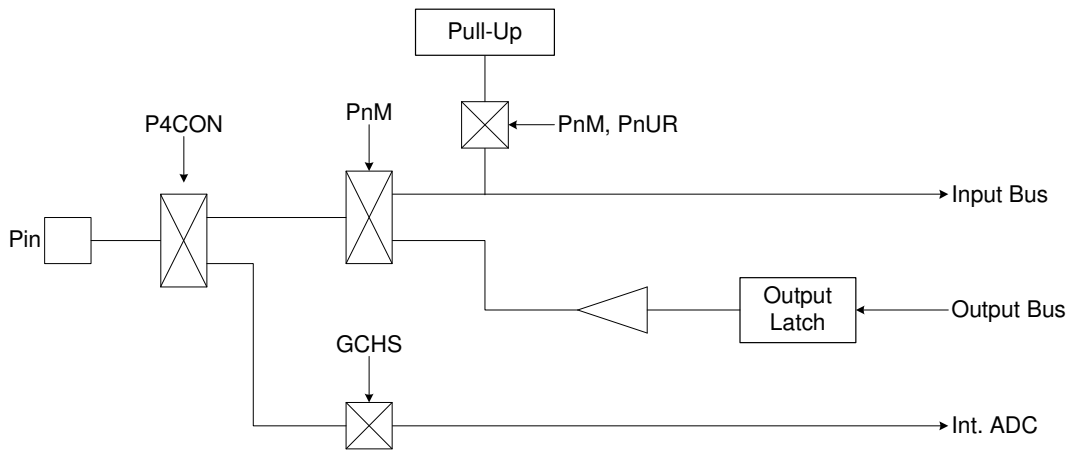 Pull-Up
P4CON
PnM
PnM, PnUR
Input Bus
Pin
Output
Latch
Output Bus
GCHS
Int. ADC